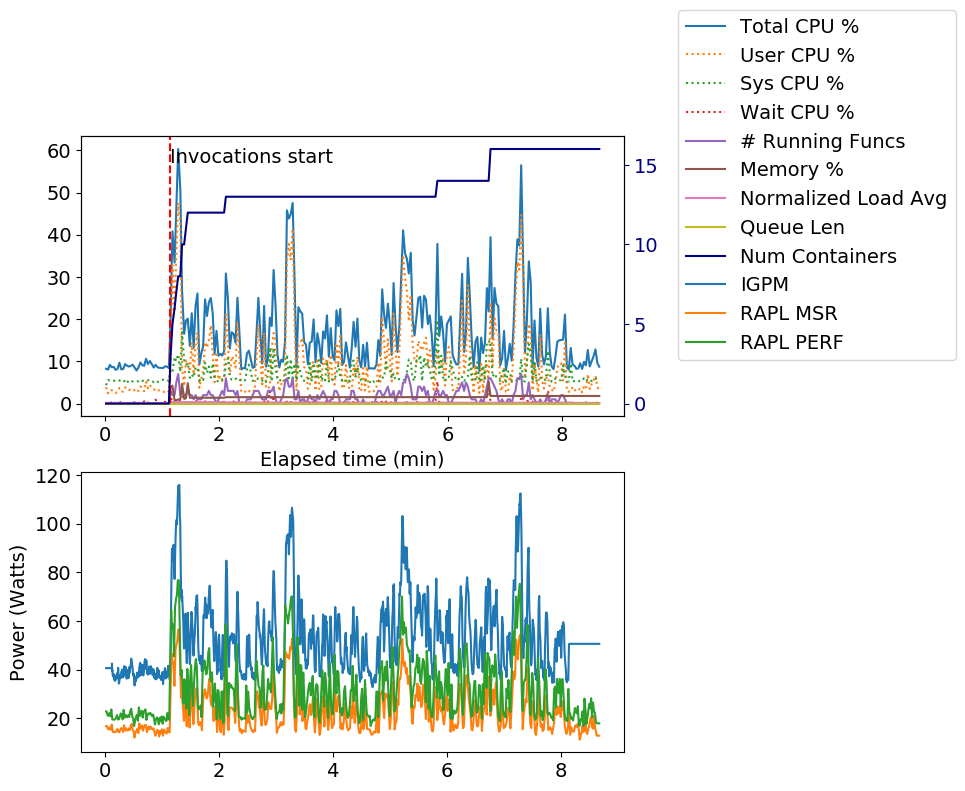 Total CPU %
User CPU %
Sys CPU %
Wait CPU %
# Running Funcs
Memory %
Normalized Load Avg
Queue Len
Num Containers
IGPM
RAPL MSR
RAPL PERF
Invocations start
60
50
40
30
20
10
0
15
10
5
0
0 2 4 6 8
Elapsed time (min)
Power (Watts)
120
100
80
60
40
20
0 2 4 6 8